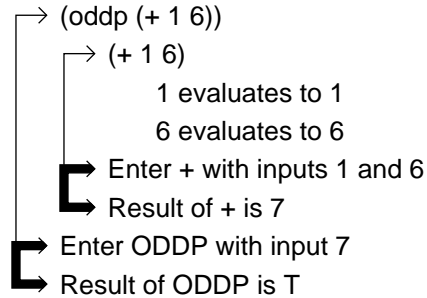 (oddp (+ 1 6))
(+ 1 6)
1 evaluates to 1
6 evaluates to 6
Enter + with inputs 1 and 6
Result of + is 7
Enter ODDP with input 7
Result of ODDP is T